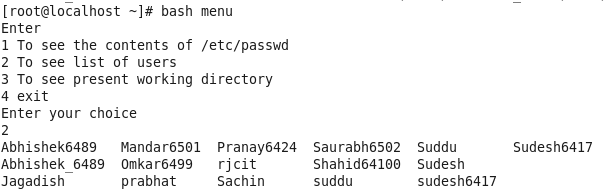 [root@localhost ~]# bash menu
Enter
1 To see the contents of /etc/passwd
2 To see list of users
3 To see present working directory
4 exit
Enter your choice
2
Abhishek6489 Mandar6501 Pranay6424 Saurabh6502 Suddu Sudesh6417
Abhishek_6489 Omkar6499 rjcit Shahid64100 Sudesh
Jagadish prabhat Sachin suddu sudesh6417